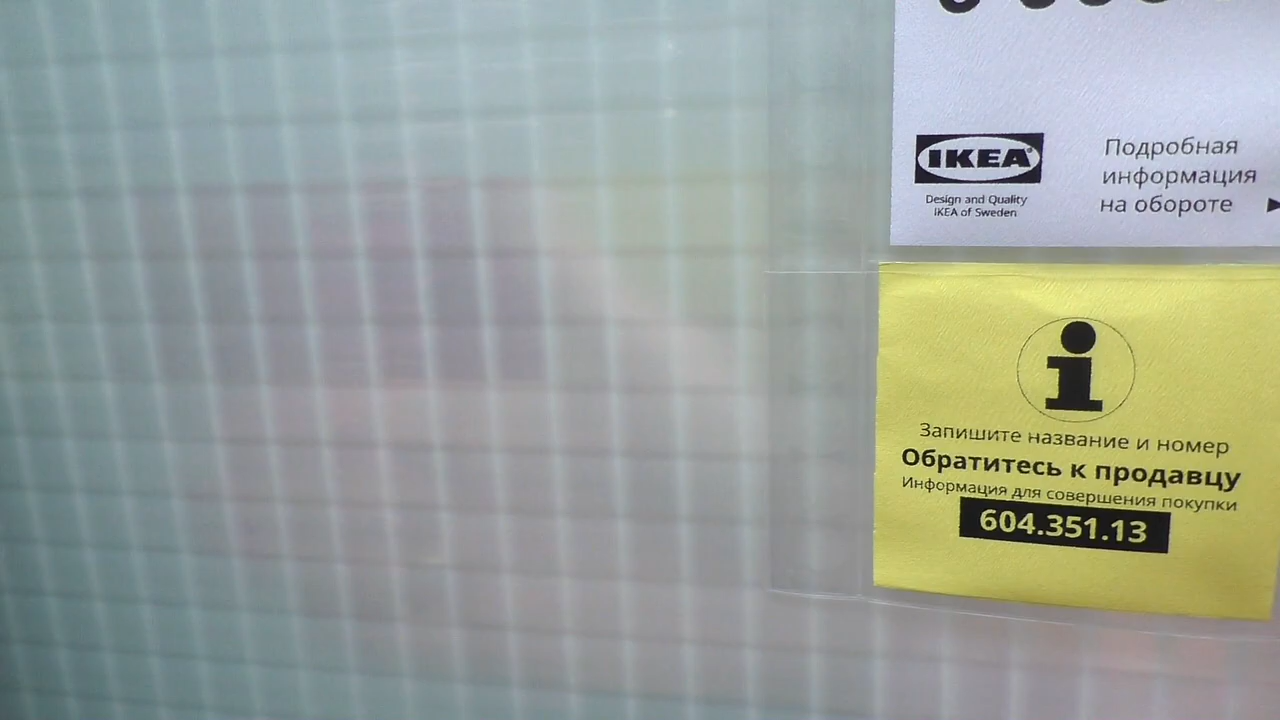 IKEA
Design and Quality
IKEA of Sweden
Подробная
информация
на обороте
Запишите название и номер
Обратитесь к продавцу
Информация для совершения покупки
604.351.13